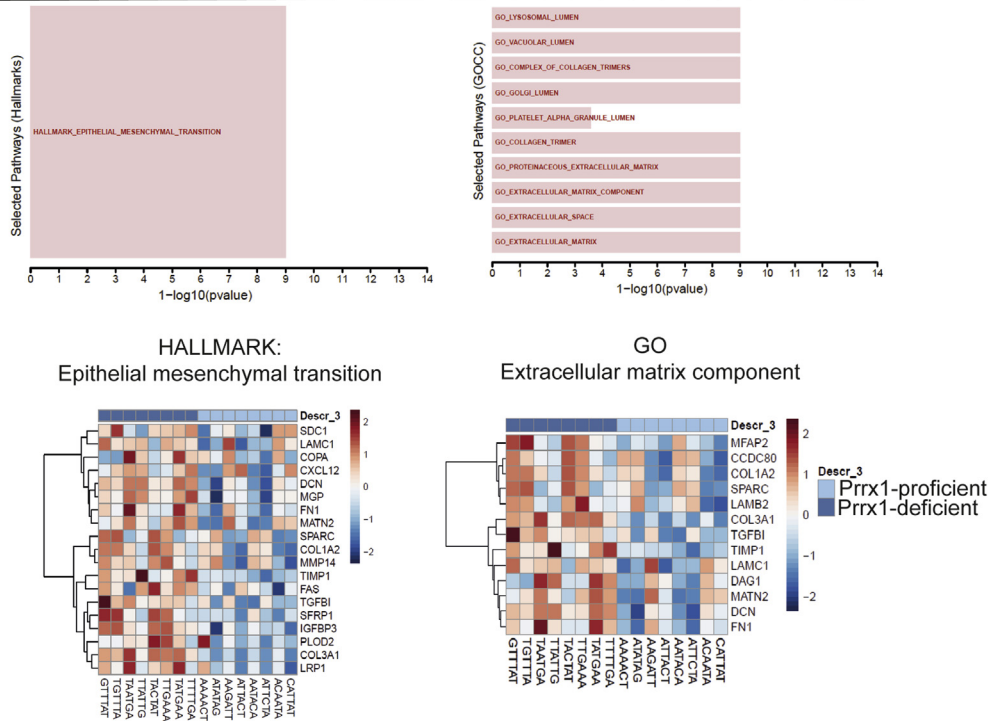 Selected Pathways (Hallmarks)
HALLMARK_EPITHELIAL_MESENCHYMAL_TRANSITION
0 1 2 3 4 5 6 7 8 9 10 11 12 13 14
1−log10(pvalue)
Selected Pathways (GOCC)
GO_LYSOSOMAL_LUMEN
GO_VACUOLAR_LUMEN
GO_COMPLEX_OF_COLLAGEN_TRIMERS
GO_GOLGI_LUMEN
GO_PLATELET_ALPHA_GRANULE_LUMEN
GO_COLLAGEN_TRIMER
GO_PROTEINACEOUS_EXTRACELLULAR_MATRIX
GO_EXTRACELLULAR_MATRIX_COMPONENT
GO_EXTRACELLULAR_SPACE
GO_EXTRACELLULAR_MATRIX
0 1 2 3 4 5 6 7 8 9 10 11 12 13 14
1−log10(pvalue)
HALLMARK:
Epithelial mesenchymal transition
Descr_3
SDC1
LAMC1
COPA
CXCL12
DCN
MGP
FN1
MATN2
SPARC
COL1A2
MMP14
TIMP1
FAS
TGFBI
SFRP1
IGFBP3
PLOD2
COL3A1
LRP1
2
1
0
−1
−2
GTTTAT
TGTTTA
TAATGA
TTATTG
TACTAT
TTGAAA
TATGAA
TTTTGA
AAAACT
ATATAG
AAGATT
ATTACT
AATACA
ATTCTA
ACAATA
CATTAT
GO
Extracellular matrix component
Descr_3
MFAP2
CCDC80
COL1A2
SPARC
LAMB2
COL3A1
TGFBI
TIMP1
LAMC1
DAG1
MATN2
DCN
FN1
2
1
0
−1
−2
GTTTAT
TGTTTA
TAATGA
TTATTG
TACTAT
TTGAAA
TATGAA
TTTTGA
AAAACT
ATATAG
AAGATT
ATTACT
AATACA
ATTCTA
ACAATA
CATTAT
Descr_3
Prrx1-proficient
Prrx1-deficient